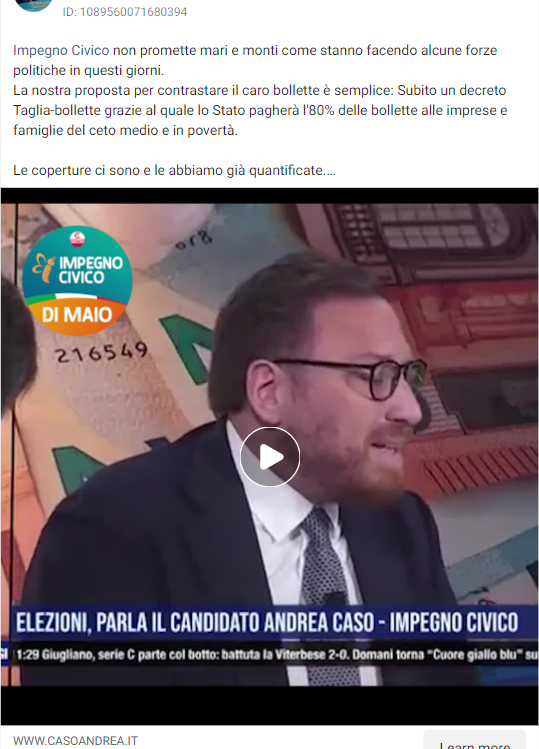 ID: 1089560071680394
Impegno Civico non promette mari e monti come stanno facendo alcune forze
politiche in questi giorni.
La nostra proposta per contrastare il caro bollette è semplice: Subito un decreto
Taglia-bollette grazie al quale lo Stato pagherà l'80% delle bollette alle imprese e
famiglie del ceto medio e in povertà.
Le coperture ci sono e le abbiamo già quantificate....
IMPEGNO
CIVICO
DI MAIO
216549
ELEZIONI, PARLA IL CANDIDATO ANDREA CASO - IMPEGNO CIVICO
GI 1:29 Giugliano, serie C parte col botto: battuta la Viterbese 2-0. Domani torna "Cuore giallo blu" su
WWW.CASOANDREA.IT
Learn more